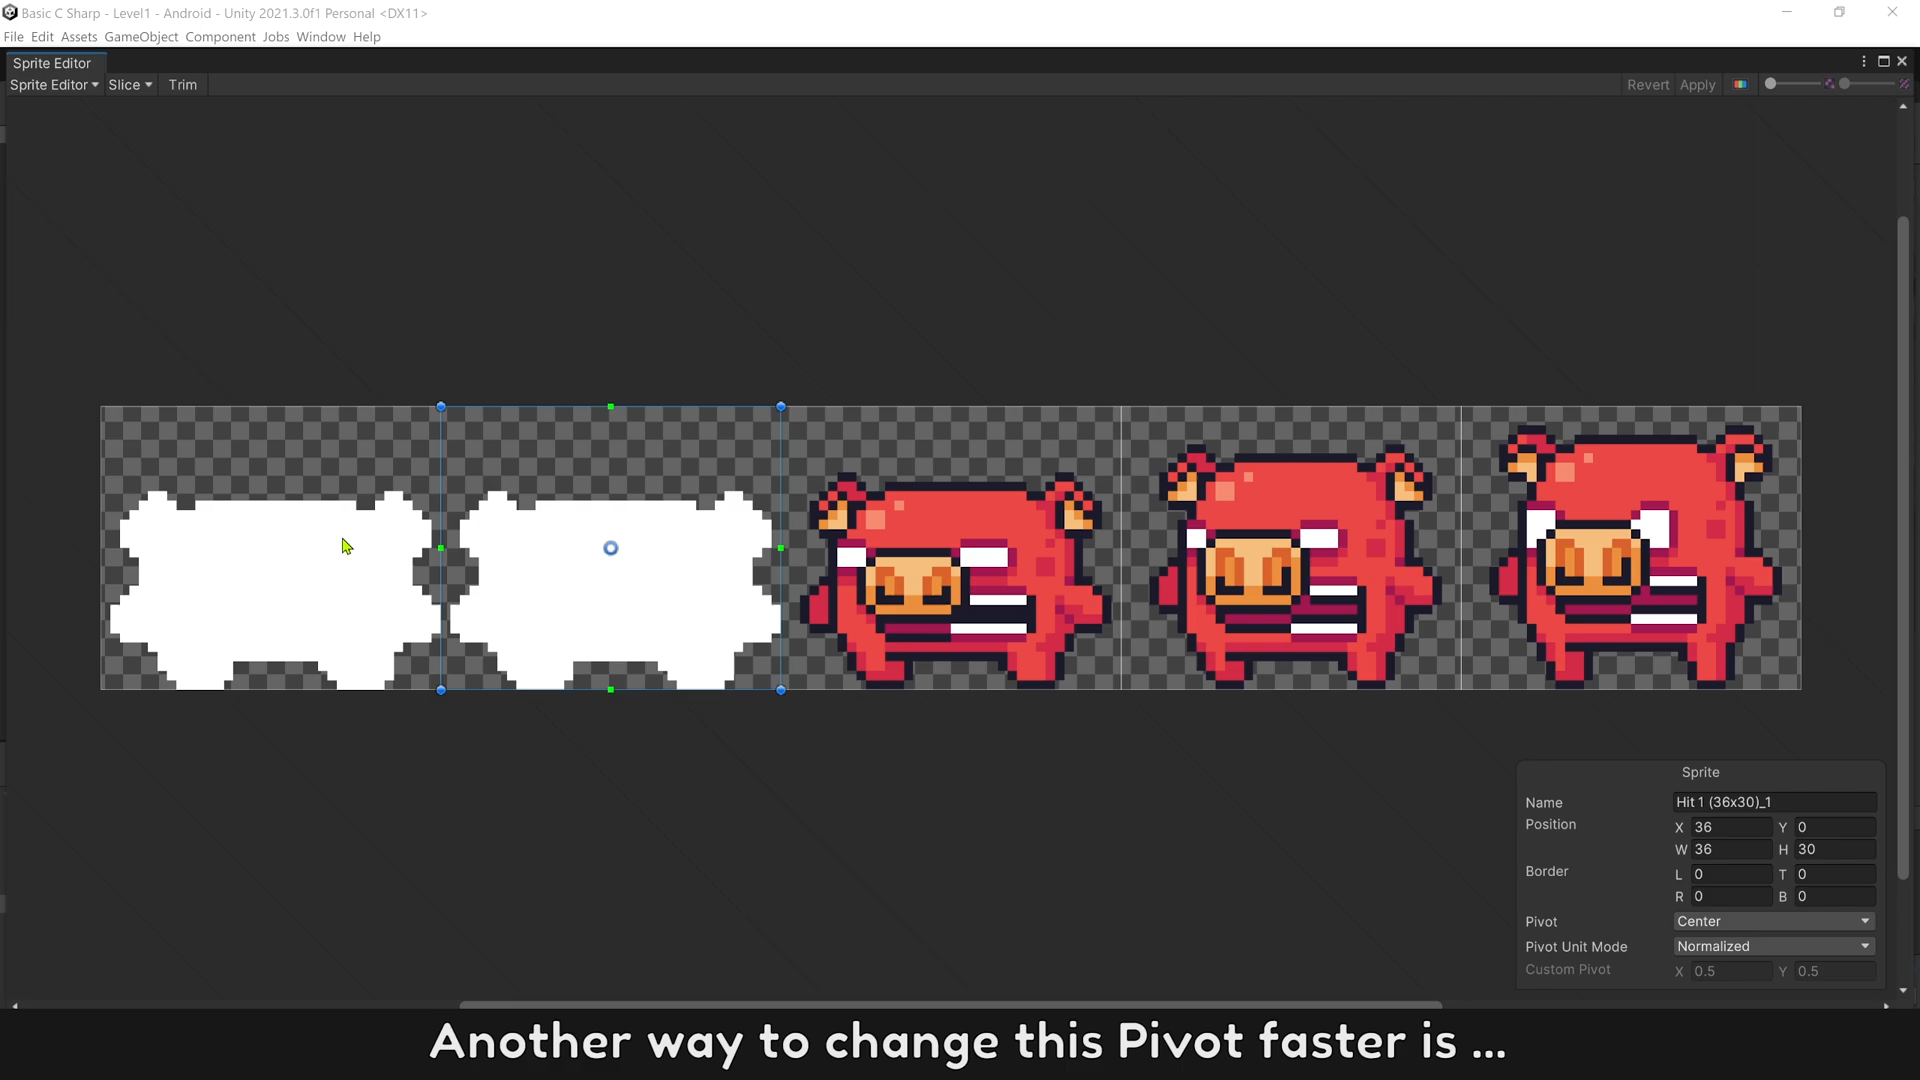 Basic C Sharp - Level1 - Android - Unity 2021.3.0f1 Personal <DX11>
File Edit Assets GameObject Component Jobs Window Help
Sprite Editor
Sprite Editor Slice Trim Revert Apply
Sprite
Name Hit 1 (36x30)_1
Position X 36 Y 0
W 36 H 30
Border L 0 T 0
R 0 B 0
Pivot Center
Pivot Unit Mode Normalized
Custom Pivot X 0.5 Y 0.5
Another way to change this Pivot faster is ...